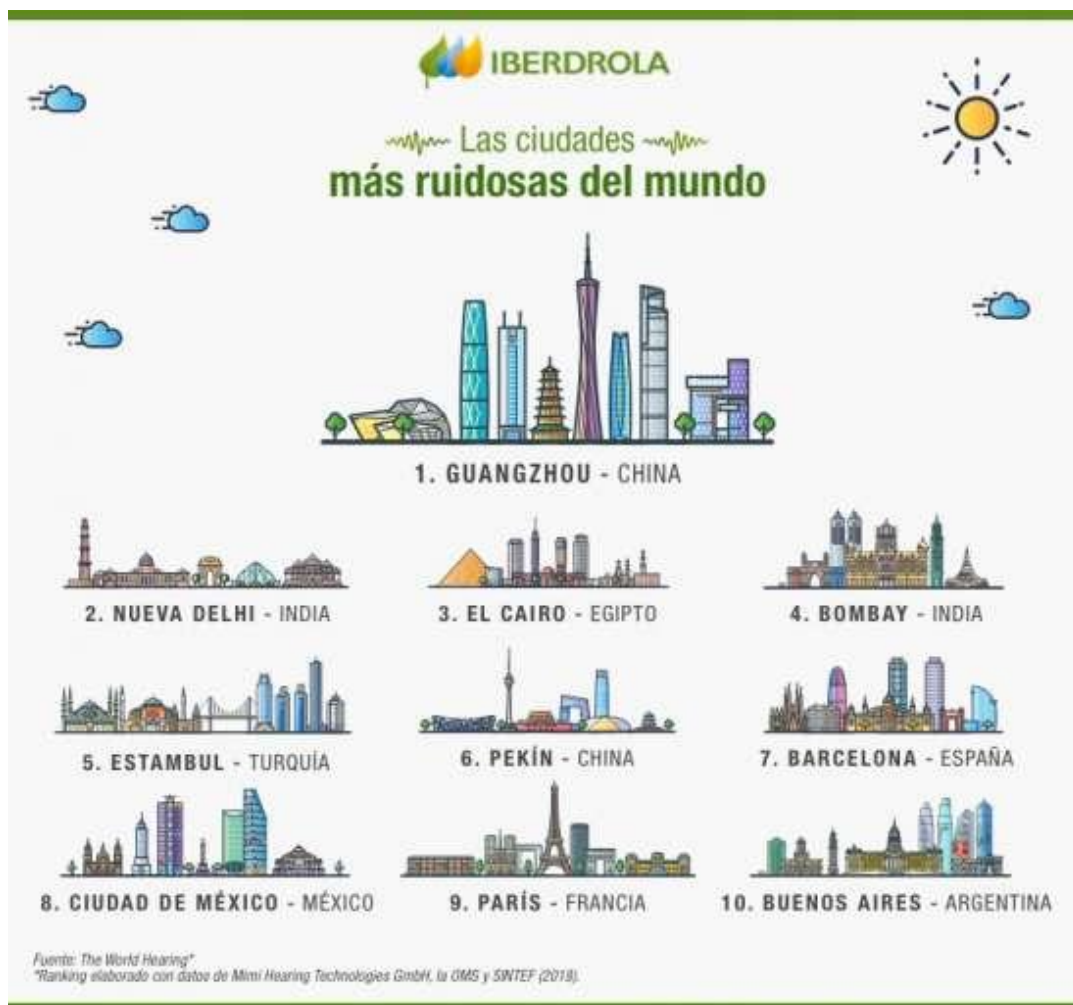 IBERDROLA
Las ciudades
más ruidosas del mundo
1. GUANGZHOU - CHINA
2. NUEVA DELHI - INDIA
3. EL CAIRO - EGIPTO
4. BOMBAY - INDIA
5. ESTAMBUL - TURQUÍA
6. PEKÍN - CHINA
7. BARCELONA - ESPAÑA
8. CIUDAD DE MÉXICO - MÉXICO
9. PARÍS - FRANCIA
10. BUENOS AIRES - ARGENTINA
Fuente: The World Hearing*
*Ranking elaborado con datos de Mimi Hearing Technologies GmbH, la OMS y SINTEF